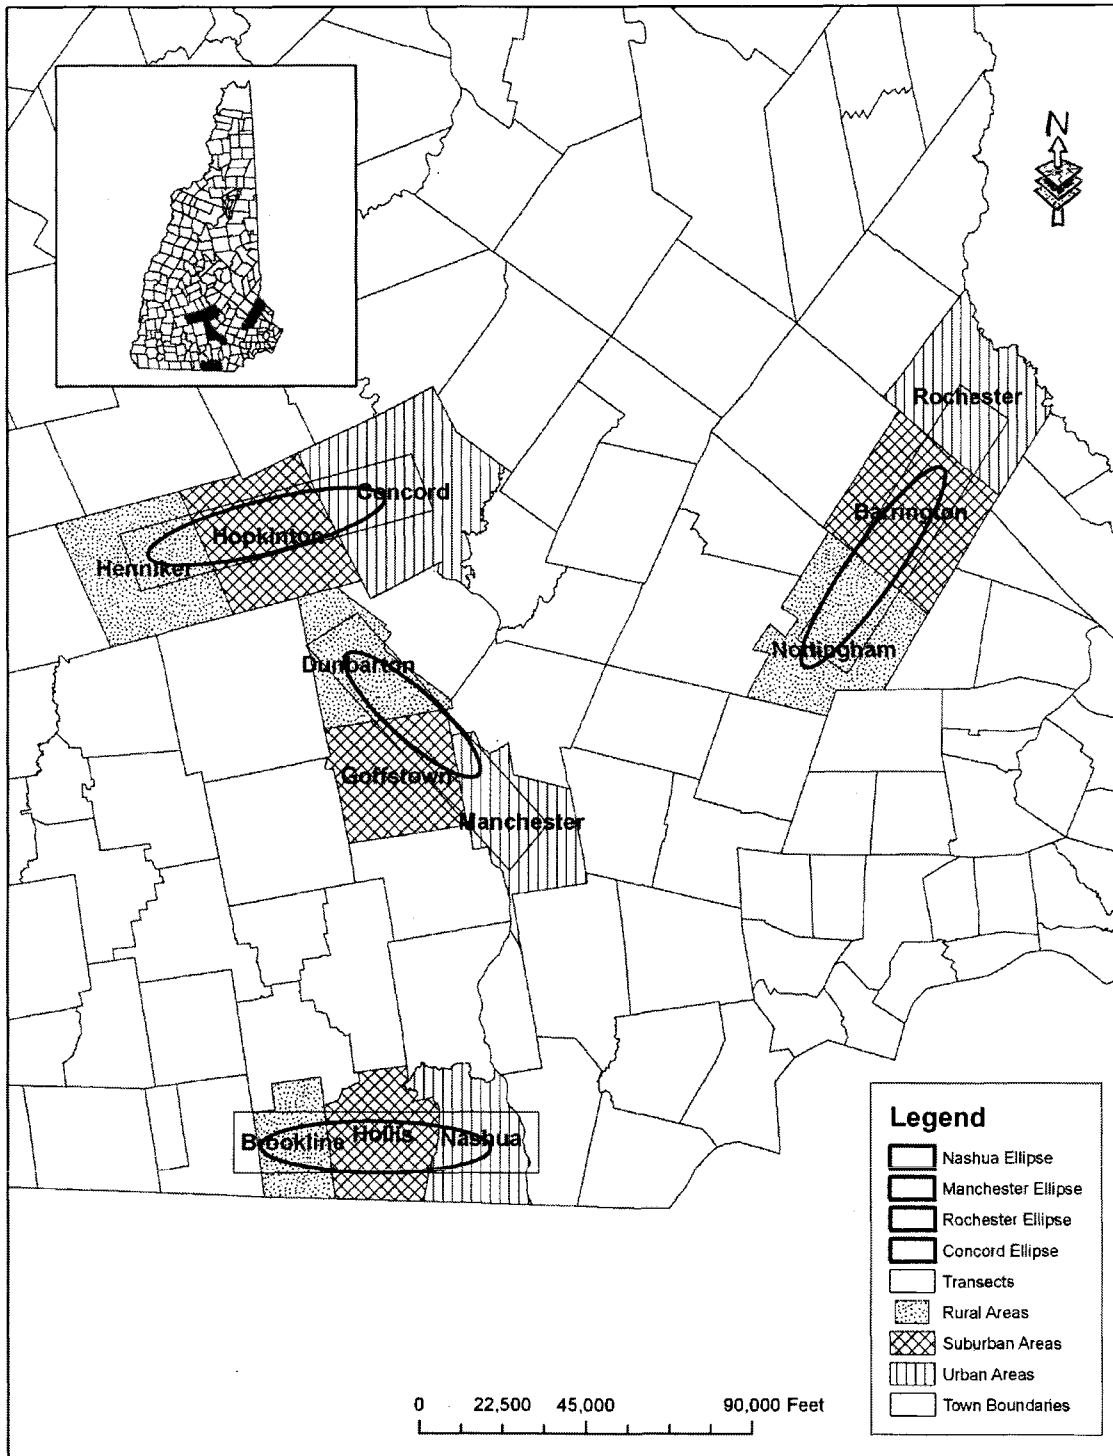 N
Rochester
Concord
Barrington
Hopkinton
Henniker
Nottingham
Dunbarton
Goffstown
Manchester
Brookline
Hollis
Nashua
Legend
Nashua Ellipse
Manchester Ellipse
Rochester Ellipse
Concord Ellipse
Transects
Rural Areas
Suburban Areas
Urban Areas
Town Boundaries
0 22,500 45,000 90,000 Feet